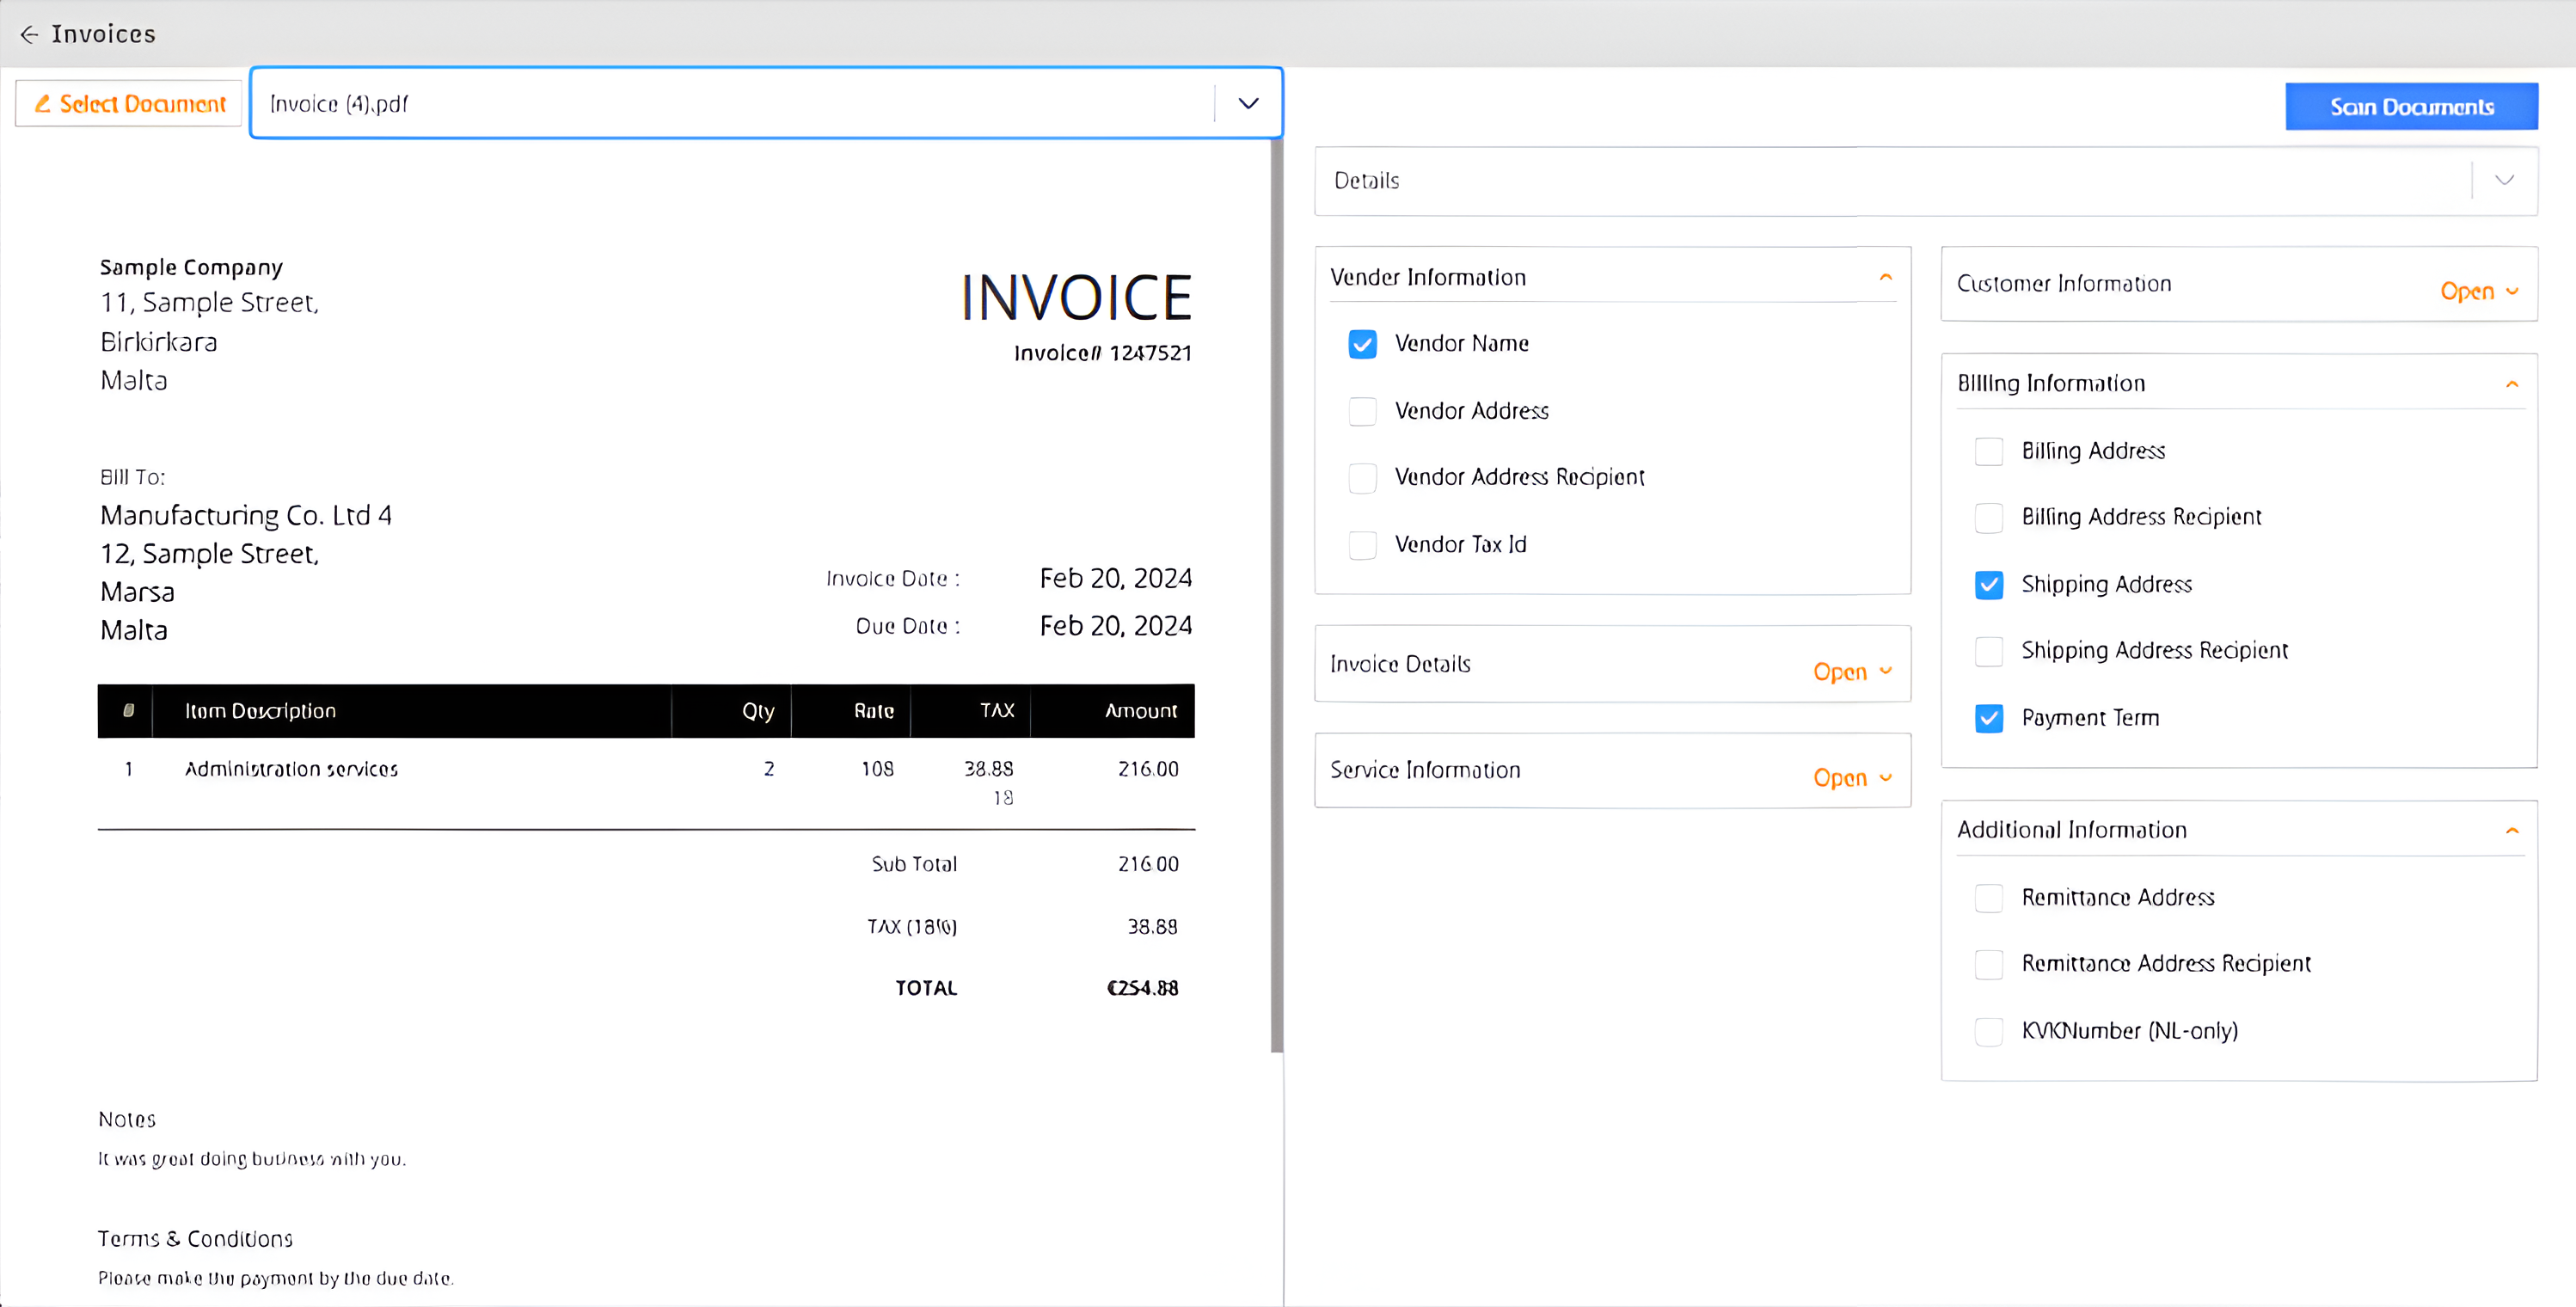 Invoices
Select Document
Invoice (4).pdf
Scan Documents
Details
Sample Company
11, Sample Street,
Birkirkara
Malta
INVOICE
Invoice# 1247521
Bill To:
Manufacturing Co. Ltd 4
12, Sample Street,
Marsa
Malta
Invoice Date : Feb 20, 2024
Due Date : Feb 20, 2024
# Item Description Qty Rate TAX Amount
1 Administration services 2 108 38.88 216.00
18
Sub Total 216.00
TAX (18%) 38.88
TOTAL €254.88
Notes
It was great doing business with you.
Terms & Conditions
Please make the payment by the due date.
Vender Information
Vendor Name
Vendor Address
Vendor Address Recipient
Vendor Tax Id
Invoice Details Open
Service Information Open
Customer Information Open
Billing Information
Billing Address
Billing Address Recipient
Shipping Address
Shipping Address Recipient
Payment Term
Additional Information
Remittance Address
Remittance Address Recipient
KVKNumber (NL-only)